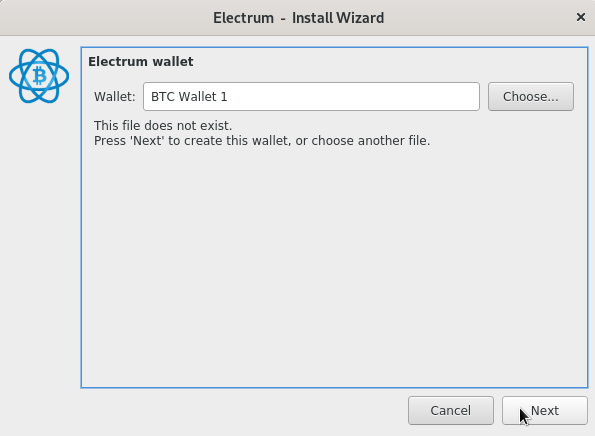 Electrum - Install Wizard
Electrum wallet
Wallet: BTC Wallet 1 Choose...
This file does not exist.
Press 'Next' to create this wallet, or choose another file.
Cancel Next